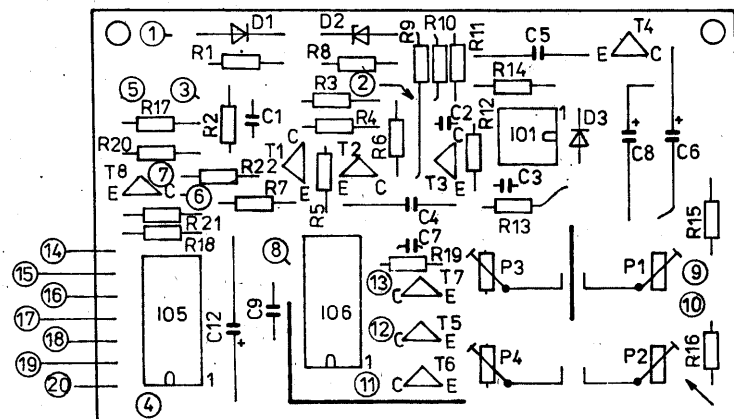 1 D1 D2 R9 R10 R11 T4
R1 R8 C5 E C
5 3 2 R14
R17 R3 R12 1 D3
R2 C1 R4 R6 C2 IO1 C8 C6
R20 C C
T8 7 R22 T1 T2 T3 C3
E C 6 R7 E R5 E C E
R21 C4 R13 R15
R18 C7
14 8 R19 P3 P1 9
15 13 C T7 E
16 10
17 IO5 C12 C9 IO6 T5
18 12 C E R16
19 T6 P4 P2
20 1 1 11 C E
4